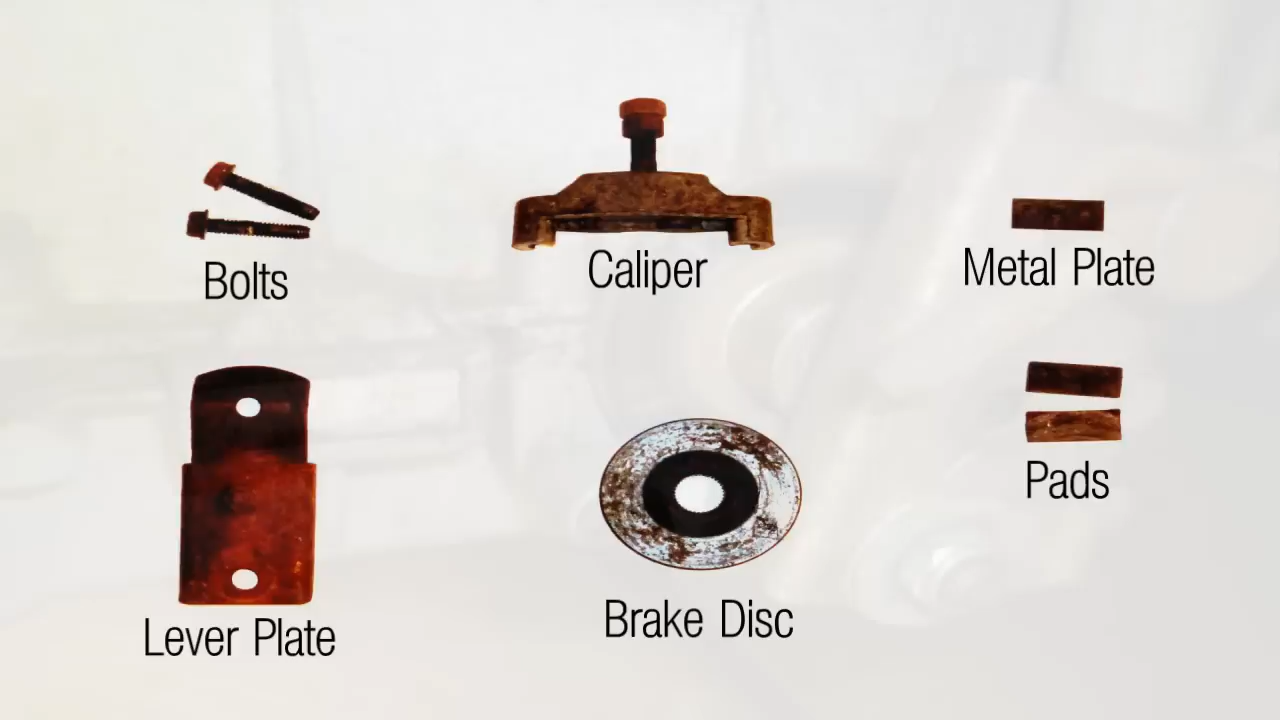 Bolts
Caliper
Metal Plate
Lever Plate
Brake Disc
Pads